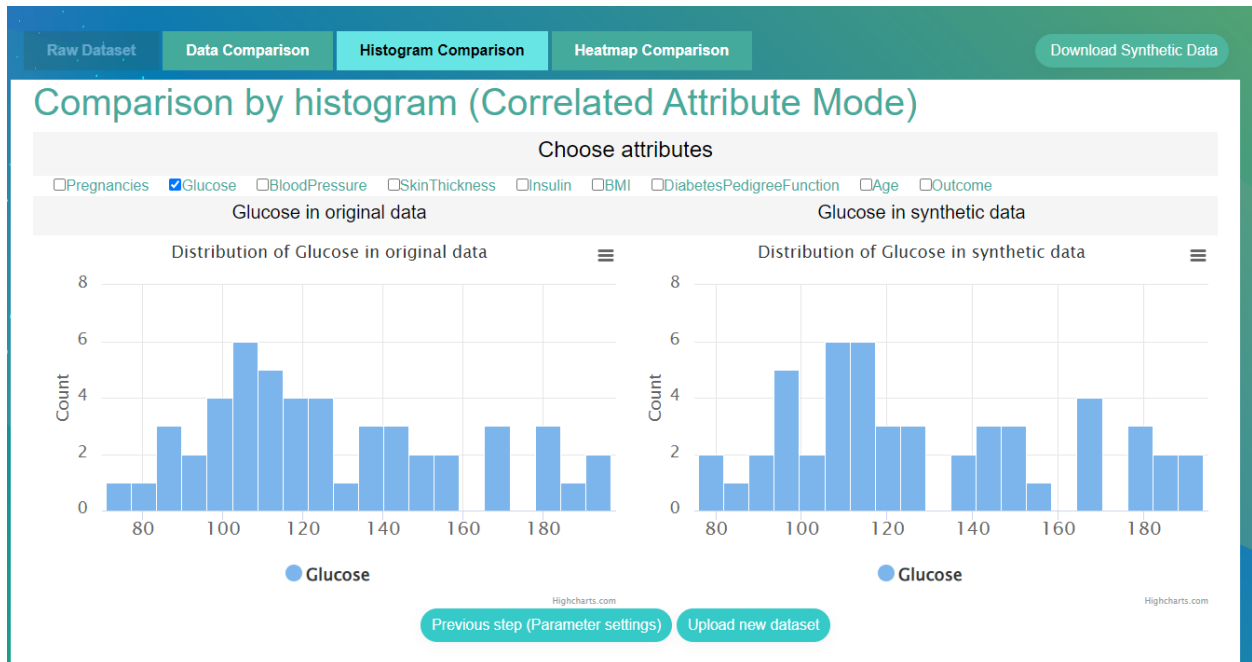 Raw Dataset Data Comparison Histogram Comparison Heatmap Comparison Download Synthetic Data
Comparison by histogram (Correlated Attribute Mode)
Choose attributes
Pregnancies Glucose BloodPressure SkinThickness Insulin BMI DiabetesPedigreeFunction Age Outcome
Glucose in original data
Distribution of Glucose in original data
8
6
4
2
0
Count
80 100 120 140 160 180
Glucose
Highcharts.com
Glucose in synthetic data
Distribution of Glucose in synthetic data
8
6
4
2
0
Count
80 100 120 140 160 180
Glucose
Highcharts.com
Previous step (Parameter settings) Upload new dataset